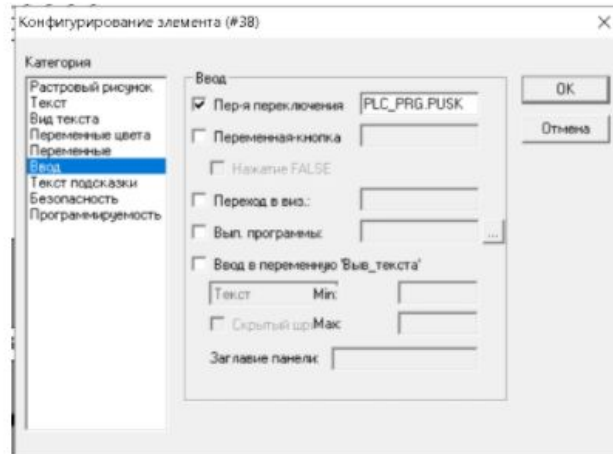 Конфигурирование элемента (#38)
Категория
Растровый рисунок
Текст
Вид текста
Переменные цвета
Переменные
Ввод
Текст подсказки
Безопасность
Программируемость
Ввод
Пер-я переключения PLC_PRG.PUSK
Переменная-кнопка
Нажатие FALSE
Переход в виз.:
Вып. программы: ...
Ввод в переменную 'Выв_текста'
Текст Min:
Скрытый Max:
Заглавие панели:
OK
Отмена